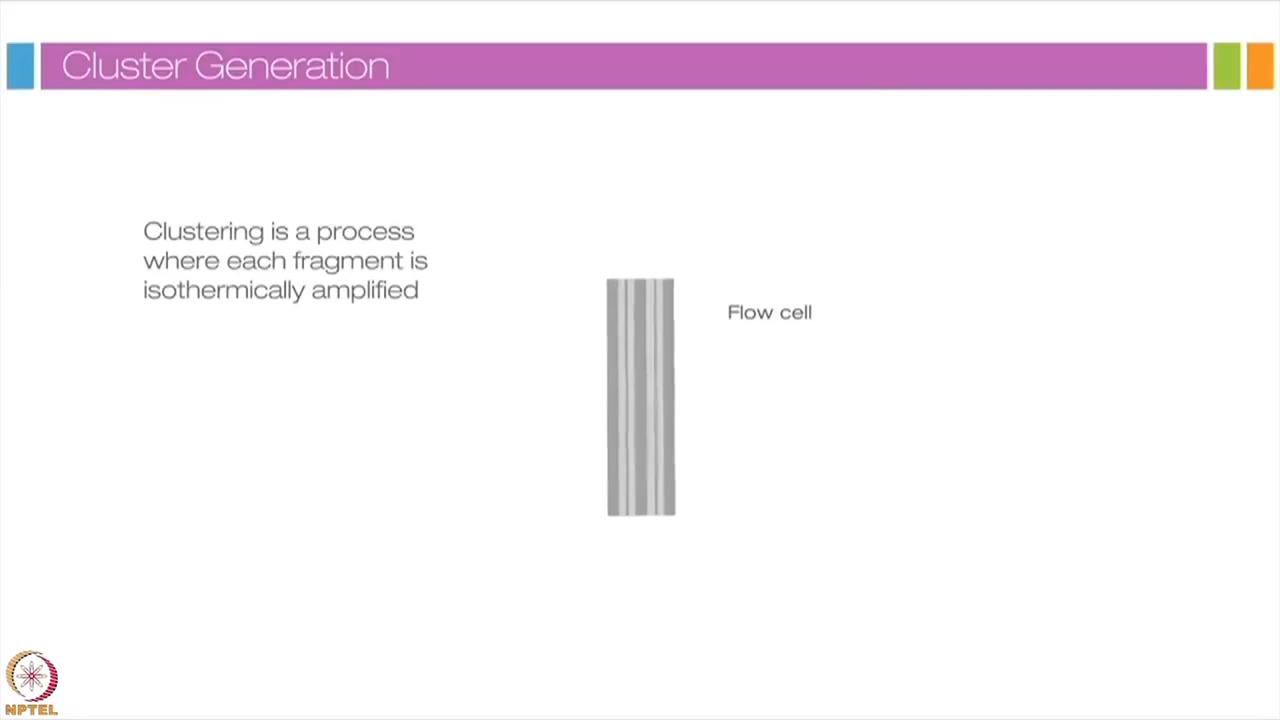 Cluster Generation
Clustering is a process
where each fragment is
isothermically amplified
Flow cell
NPTEL